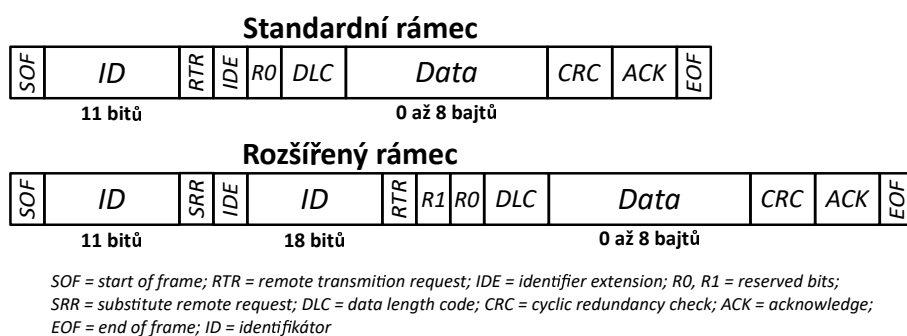 Standardní rámec
SOF ID RTR IDE R0 DLC Data CRC ACK EOF
11 bitů 0 až 8 bajtů
Rozšířený rámec
SOF ID SRR IDE ID RTR R1 R0 DLC Data CRC ACK EOF
11 bitů 18 bitů 0 až 8 bajtů
SOF = start of frame; RTR = remote transmition request; IDE = identifier extension; R0, R1 = reserved bits;
SRR = substitute remote request; DLC = data length code; CRC = cyclic redundancy check; ACK = acknowledge;
EOF = end of frame; ID = identifikátor